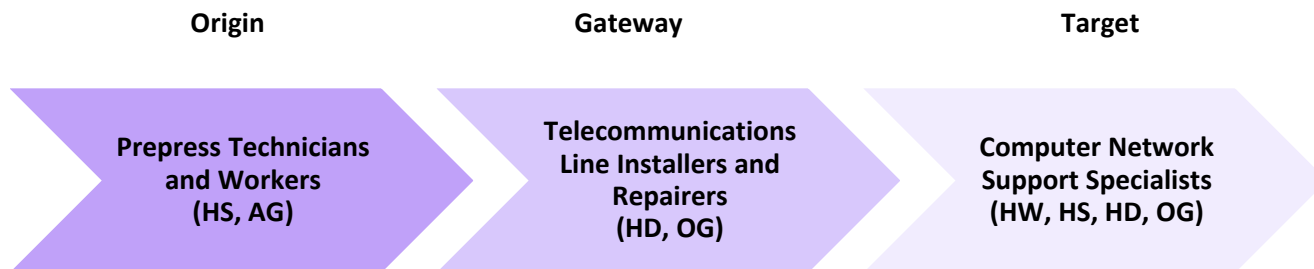 Origin
Gateway
Target
Prepress Technicians
and Workers
(HS, AG)
Telecommunications
Line Installers and
Repairers
(HD, OG)
Computer Network
Support Specialists
(HW, HS, HD, OG)